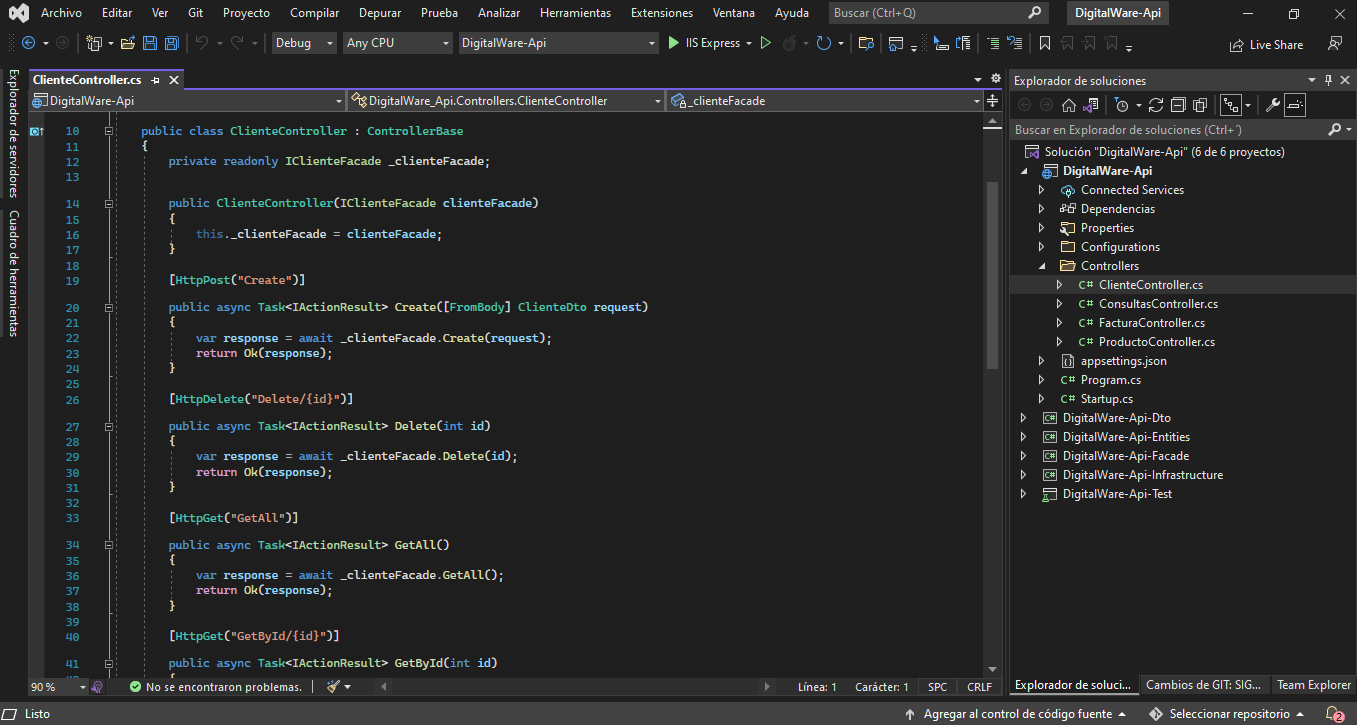 Archivo Editar Ver Git Proyecto Compilar Depurar Prueba Analizar Herramientas Extensiones Ventana Ayuda Buscar (Ctrl+Q) DigitalWare-Api
Debug Any CPU DigitalWare-Api IIS Express Live Share
Explorador de servidores
Cuadro de herramientas
ClienteController.cs
DigitalWare-Api DigitalWare_Api.Controllers.ClienteController _clienteFacade
10 public class ClienteController : ControllerBase
11 {
12 private readonly IClienteFacade _clienteFacade;
13
14 public ClienteController(IClienteFacade clienteFacade)
15 {
16 this._clienteFacade = clienteFacade;
17 }
18
19 [HttpPost("Create")]
20 public async Task<IActionResult> Create([FromBody] ClienteDto request)
21 {
22 var response = await _clienteFacade.Create(request);
23 return Ok(response);
24 }
25
26 [HttpDelete("Delete/{id}")]
27 public async Task<IActionResult> Delete(int id)
28 {
29 var response = await _clienteFacade.Delete(id);
30 return Ok(response);
31 }
32
33 [HttpGet("GetAll")]
34 public async Task<IActionResult> GetAll()
35 {
36 var response = await _clienteFacade.GetAll();
37 return Ok(response);
38 }
39
40 [HttpGet("GetById/{id}")]
41 public async Task<IActionResult> GetById(int id)
90 % No se encontraron problemas. Línea: 1 Carácter: 1 SPC CRLF
Explorador de soluciones
Buscar en Explorador de soluciones (Ctrl+´)
Solución "DigitalWare-Api" (6 de 6 proyectos)
DigitalWare-Api
Connected Services
Dependencias
Properties
Configurations
Controllers
C# ClienteController.cs
C# ConsultasController.cs
C# FacturaController.cs
C# ProductoController.cs
appsettings.json
C# Program.cs
C# Startup.cs
C# DigitalWare-Api-Dto
C# DigitalWare-Api-Entities
C# DigitalWare-Api-Facade
C# DigitalWare-Api-Infrastructure
DigitalWare-Api-Test
Explorador de soluci... Cambios de GIT: SIG... Team Explorer
Listo Agregar al control de código fuente Seleccionar repositorio 2